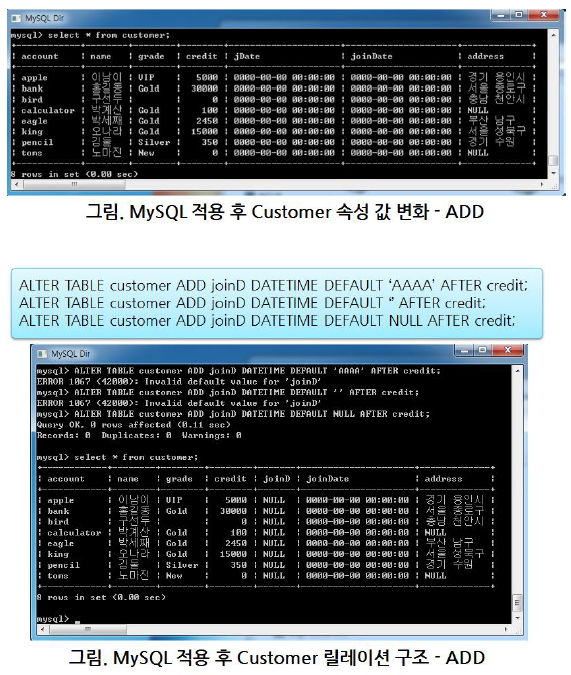 MySQL Dir
mysql> select * from customer;
| account | name | grade | credit | jDate | joinDate | address |
| apple | 이남이 | VIP | 5000 | 0000-00-00 00:00:00 | 0000-00-00 00:00:00 | 경기 용인시 |
| bank | 홍길동 | Gold | 30000 | 0000-00-00 00:00:00 | 0000-00-00 00:00:00 | 서울 종로구 |
| bird | 구선두 | | 0 | 0000-00-00 00:00:00 | 0000-00-00 00:00:00 | 충남 천안시 |
| calculator | 박계산 | Gold | 100 | 0000-00-00 00:00:00 | 0000-00-00 00:00:00 | NULL |
| eagle | 박세째 | Gold | 2450 | 0000-00-00 00:00:00 | 0000-00-00 00:00:00 | 부산 남구 |
| king | 오나라 | Gold | 15000 | 0000-00-00 00:00:00 | 0000-00-00 00:00:00 | 서울 성북구 |
| pencil | 김물 | Silver | 350 | 0000-00-00 00:00:00 | 0000-00-00 00:00:00 | 경기 수원 |
| toms | 노마진 | New | 0 | 0000-00-00 00:00:00 | 0000-00-00 00:00:00 | NULL |
8 rows in set (0.00 sec)
그림. MySQL 적용 후 Customer 속성 값 변화 - ADD
ALTER TABLE customer ADD joinD DATETIME DEFAULT ‘AAAA’ AFTER credit;
ALTER TABLE customer ADD joinD DATETIME DEFAULT ‘’ AFTER credit;
ALTER TABLE customer ADD joinD DATETIME DEFAULT NULL AFTER credit;
MySQL Dir
mysql> ALTER TABLE customer ADD joinD DATETIME DEFAULT 'AAAA' AFTER credit;
ERROR 1067 (42000): Invalid default value for 'joinD'
mysql> ALTER TABLE customer ADD joinD DATETIME DEFAULT '' AFTER credit;
ERROR 1067 (42000): Invalid default value for 'joinD'
mysql> ALTER TABLE customer ADD joinD DATETIME DEFAULT NULL AFTER credit;
Query OK, 0 rows affected (0.11 sec)
Records: 0 Duplicates: 0 Warnings: 0
mysql> select * from customer;
| account | name | grade | credit | joinD | joinDate | address |
| apple | 이남이 | VIP | 5000 | NULL | 0000-00-00 00:00:00 | 경기 용인시 |
| bank | 홍길동 | Gold | 30000 | NULL | 0000-00-00 00:00:00 | 서울 종로구 |
| bird | 구선두 | | 0 | NULL | 0000-00-00 00:00:00 | 충남 천안시 |
| calculator | 박계산 | Gold | 100 | NULL | 0000-00-00 00:00:00 | NULL |
| eagle | 박세째 | Gold | 2450 | NULL | 0000-00-00 00:00:00 | 부산 남구 |
| king | 오나라 | Gold | 15000 | NULL | 0000-00-00 00:00:00 | 서울 성북구 |
| pencil | 김물 | Silver | 350 | NULL | 0000-00-00 00:00:00 | 경기 수원 |
| toms | 노마진 | New | 0 | NULL | 0000-00-00 00:00:00 | NULL |
8 rows in set (0.00 sec)
mysql>
그림. MySQL 적용 후 Customer 릴레이션 구조 - ADD